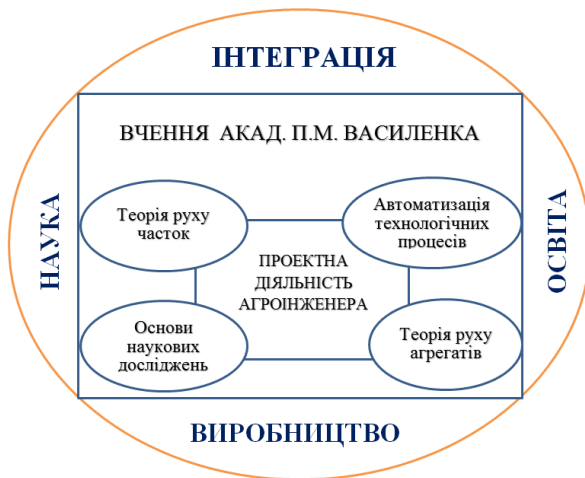 ІНТЕГРАЦІЯ
ВЧЕННЯ АКАД. П.М. ВАСИЛЕНКА
НАУКА
ОСВІТА
Теорія руху
часток
Автоматизація
технологічних
процесів
ПРОЕКТНА
ДІЯЛЬНІСТЬ
АГРОІНЖЕНЕРА
Основи
наукових
досліджень
Теорія руху
агрегатів
ВИРОБНИЦТВО